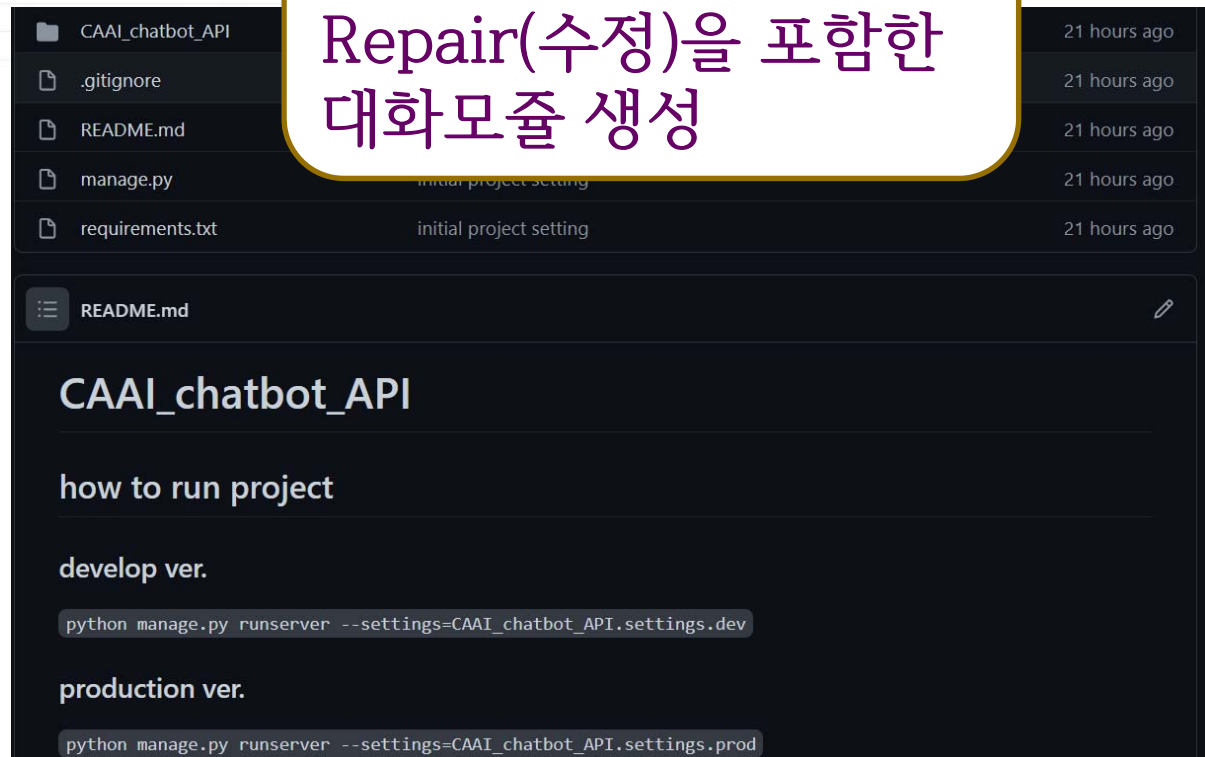 Repair(수정)을 포함한
대화모쥴 생성
CAAI_chatbot_API 21 hours ago
.gitignore 21 hours ago
README.md 21 hours ago
manage.py initial project setting 21 hours ago
requirements.txt initial project setting 21 hours ago
README.md
CAAI_chatbot_API
how to run project
develop ver.
python manage.py runserver --settings=CAAI_chatbot_API.settings.dev
production ver.
python manage.py runserver --settings=CAAI_chatbot_API.settings.prod